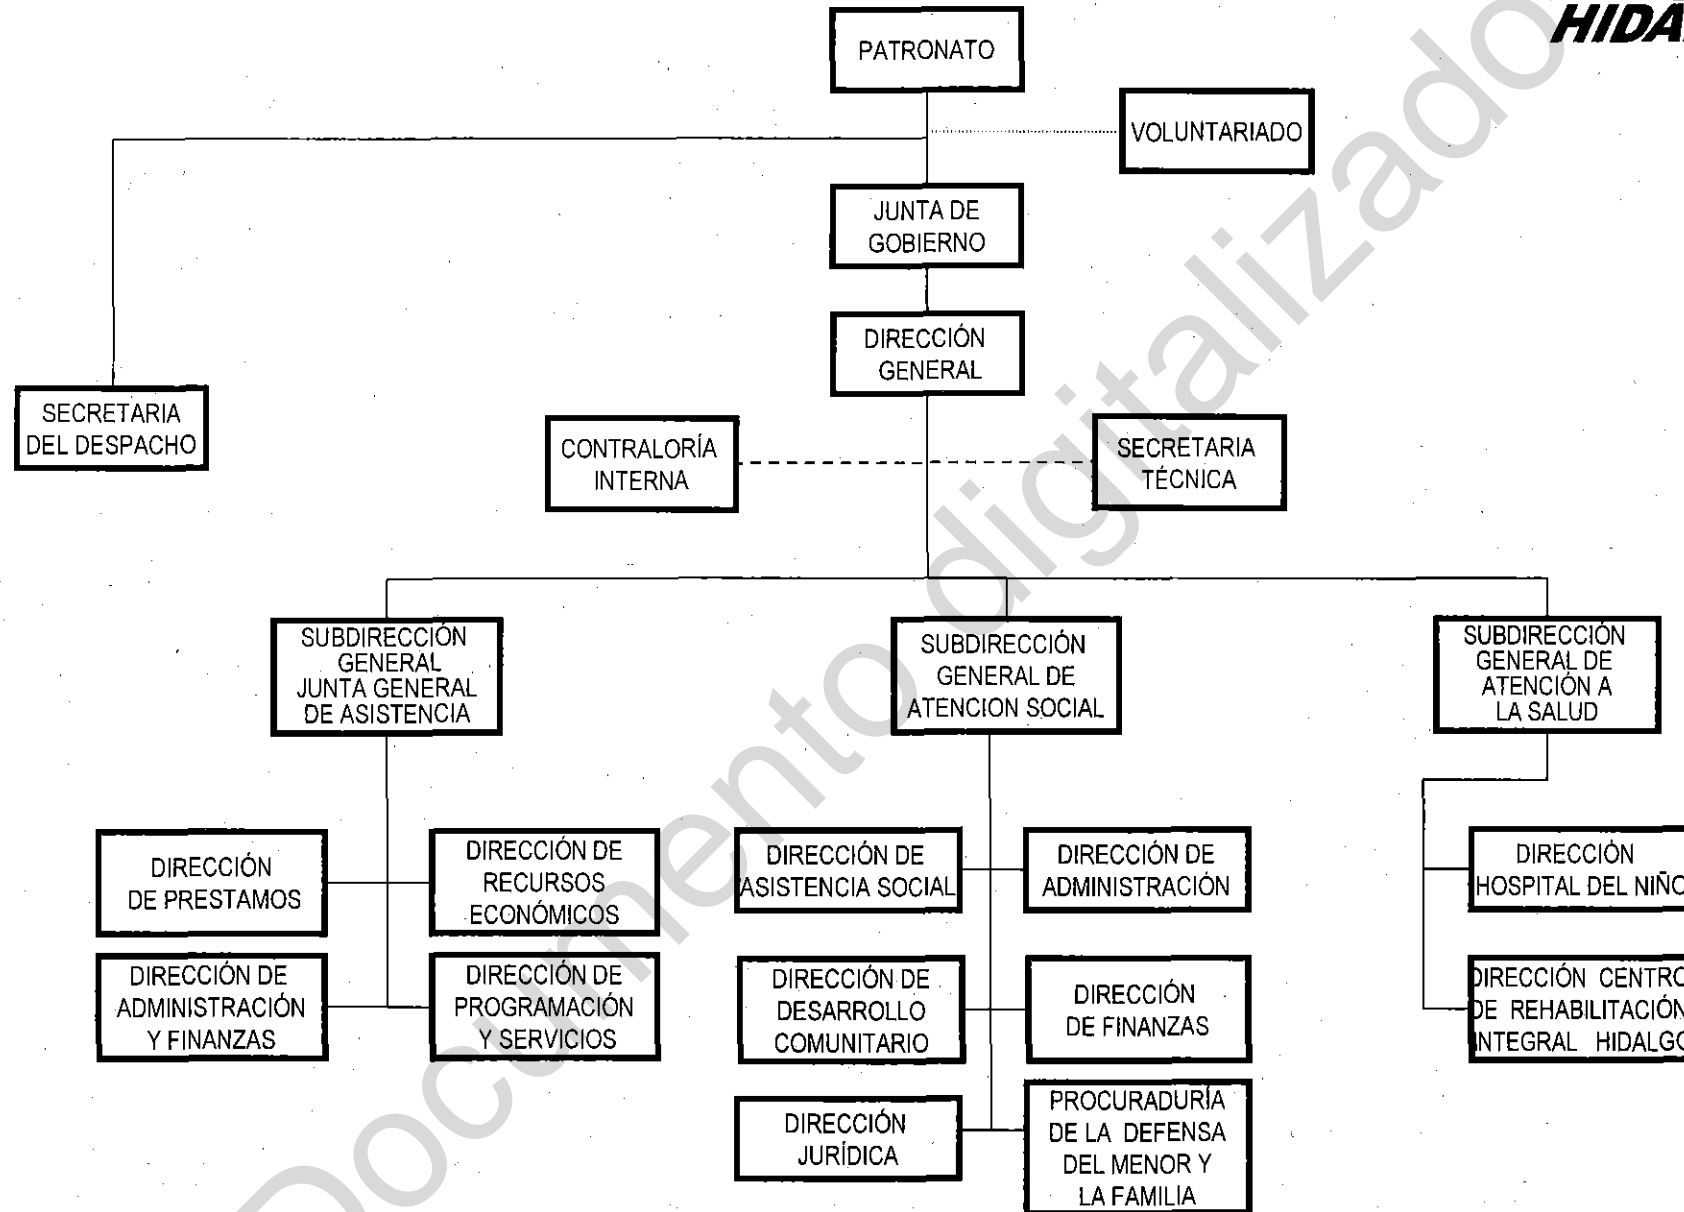 HIDA
PATRONATO
VOLUNTARIADO
JUNTA DE
GOBIERNO
DIRECCIÓN
GENERAL
SECRETARIA
DEL DESPACHO
CONTRALORÍA
INTERNA
SECRETARIA
TÉCNICA
SUBDIRECCIÓN
GENERAL
JUNTA GENERAL
DE ASISTENCIA
SUBDIRECCIÓN
GENERAL DE
ATENCION SOCIAL
SUBDIRECCIÓN
GENERAL DE
ATENCIÓN A
LA SALUD
DIRECCIÓN
DE PRESTAMOS
DIRECCIÓN DE
RECURSOS
ECONÓMICOS
DIRECCIÓN DE
ASISTENCIA SOCIAL
DIRECCIÓN DE
ADMINISTRACIÓN
DIRECCIÓN
HOSPITAL DEL NIÑO
DIRECCIÓN DE
ADMINISTRACIÓN
Y FINANZAS
DIRECCIÓN DE
PROGRAMACIÓN
Y SERVICIOS
DIRECCIÓN DE
DESARROLLO
COMUNITARIO
DIRECCIÓN
DE FINANZAS
DIRECCIÓN CENTRO
DE REHABILITACIÓN
INTEGRAL HIDALGO
DIRECCIÓN
JURÍDICA
PROCURADURÍA
DE LA DEFENSA
DEL MENOR Y
LA FAMILIA
Documento digitalizado